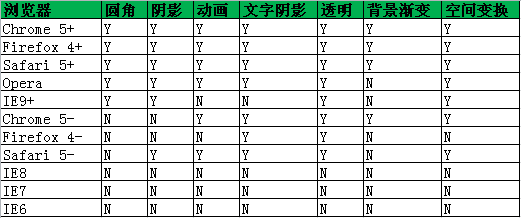 浏览器 圆角 阴影 动画 文字阴影 透明 背景渐变 空间变换
Chrome 5+ Y Y Y Y Y Y Y
Firefox 4+ Y Y Y Y Y Y Y
Safari 5+ Y Y Y Y Y Y Y
Opera Y Y Y Y Y N Y
IE9+ Y Y N N Y N Y
Chrome 5- N N Y Y Y Y Y
Firefox 4- N N N Y Y N Y
Safari 5- N Y Y Y Y N Y
IE8 N N N N N N N
IE7 N N N N N N N
IE6 N N N N N N N